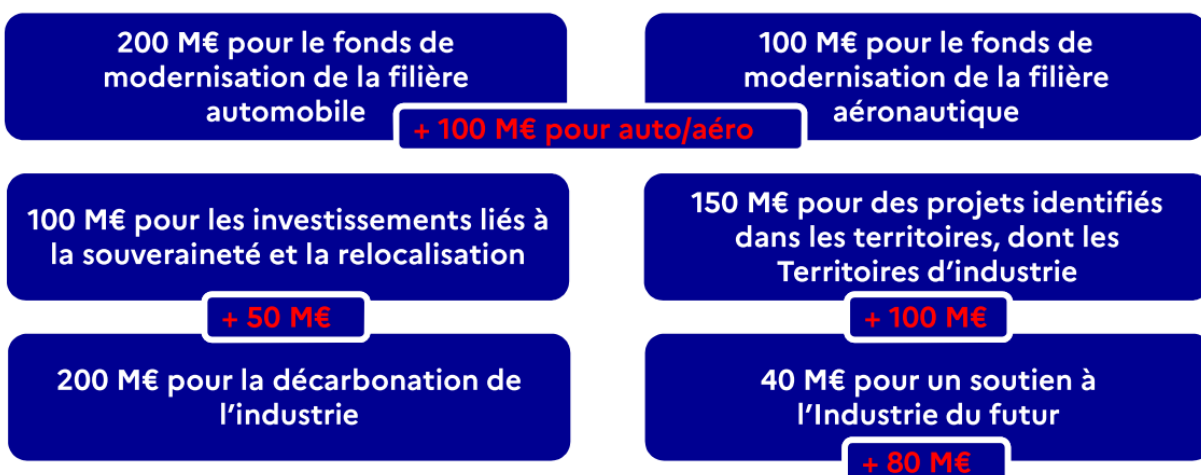 200 M€ pour le fonds de
modernisation de la filière
automobile
100 M€ pour le fonds de
modernisation de la filière
aéronautique
+ 100 M€ pour auto/aéro
100 M€ pour les investissements liés à
la souveraineté et la relocalisation
+ 50 M€
150 M€ pour des projets identifiés
dans les territoires, dont les
Territoires d’industrie
+ 100 M€
200 M€ pour la décarbonation de
l’industrie
40 M€ pour un soutien à
l’Industrie du futur
+ 80 M€